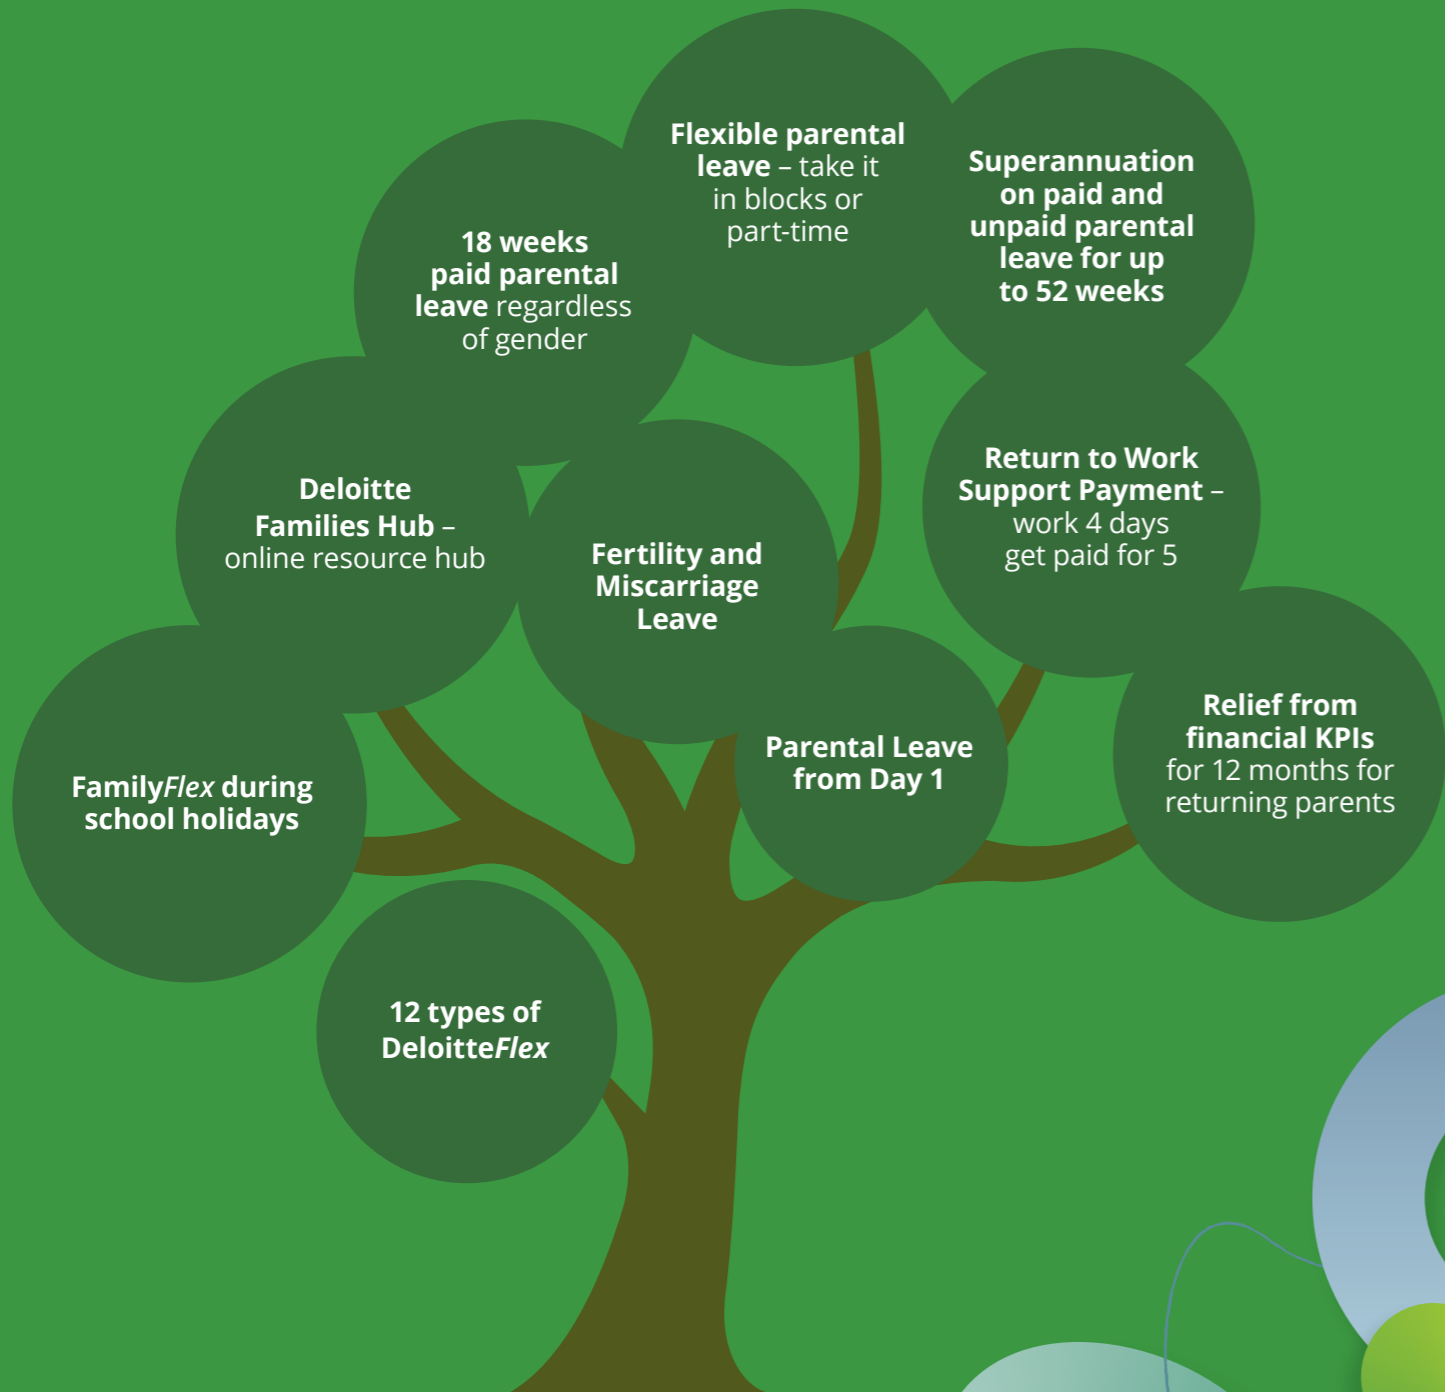 Flexible parental
leave – take it
in blocks or
part-time
Superannuation
on paid and
unpaid parental
leave for up
to 52 weeks
18 weeks
paid parental
leave regardless
of gender
Deloitte
Families Hub –
online resource hub
Fertility and
Miscarriage
Leave
Return to Work
Support Payment –
work 4 days
get paid for 5
FamilyFlex during
school holidays
Parental Leave
from Day 1
Relief from
financial KPIs
for 12 months for
returning parents
12 types of
DeloitteFlex